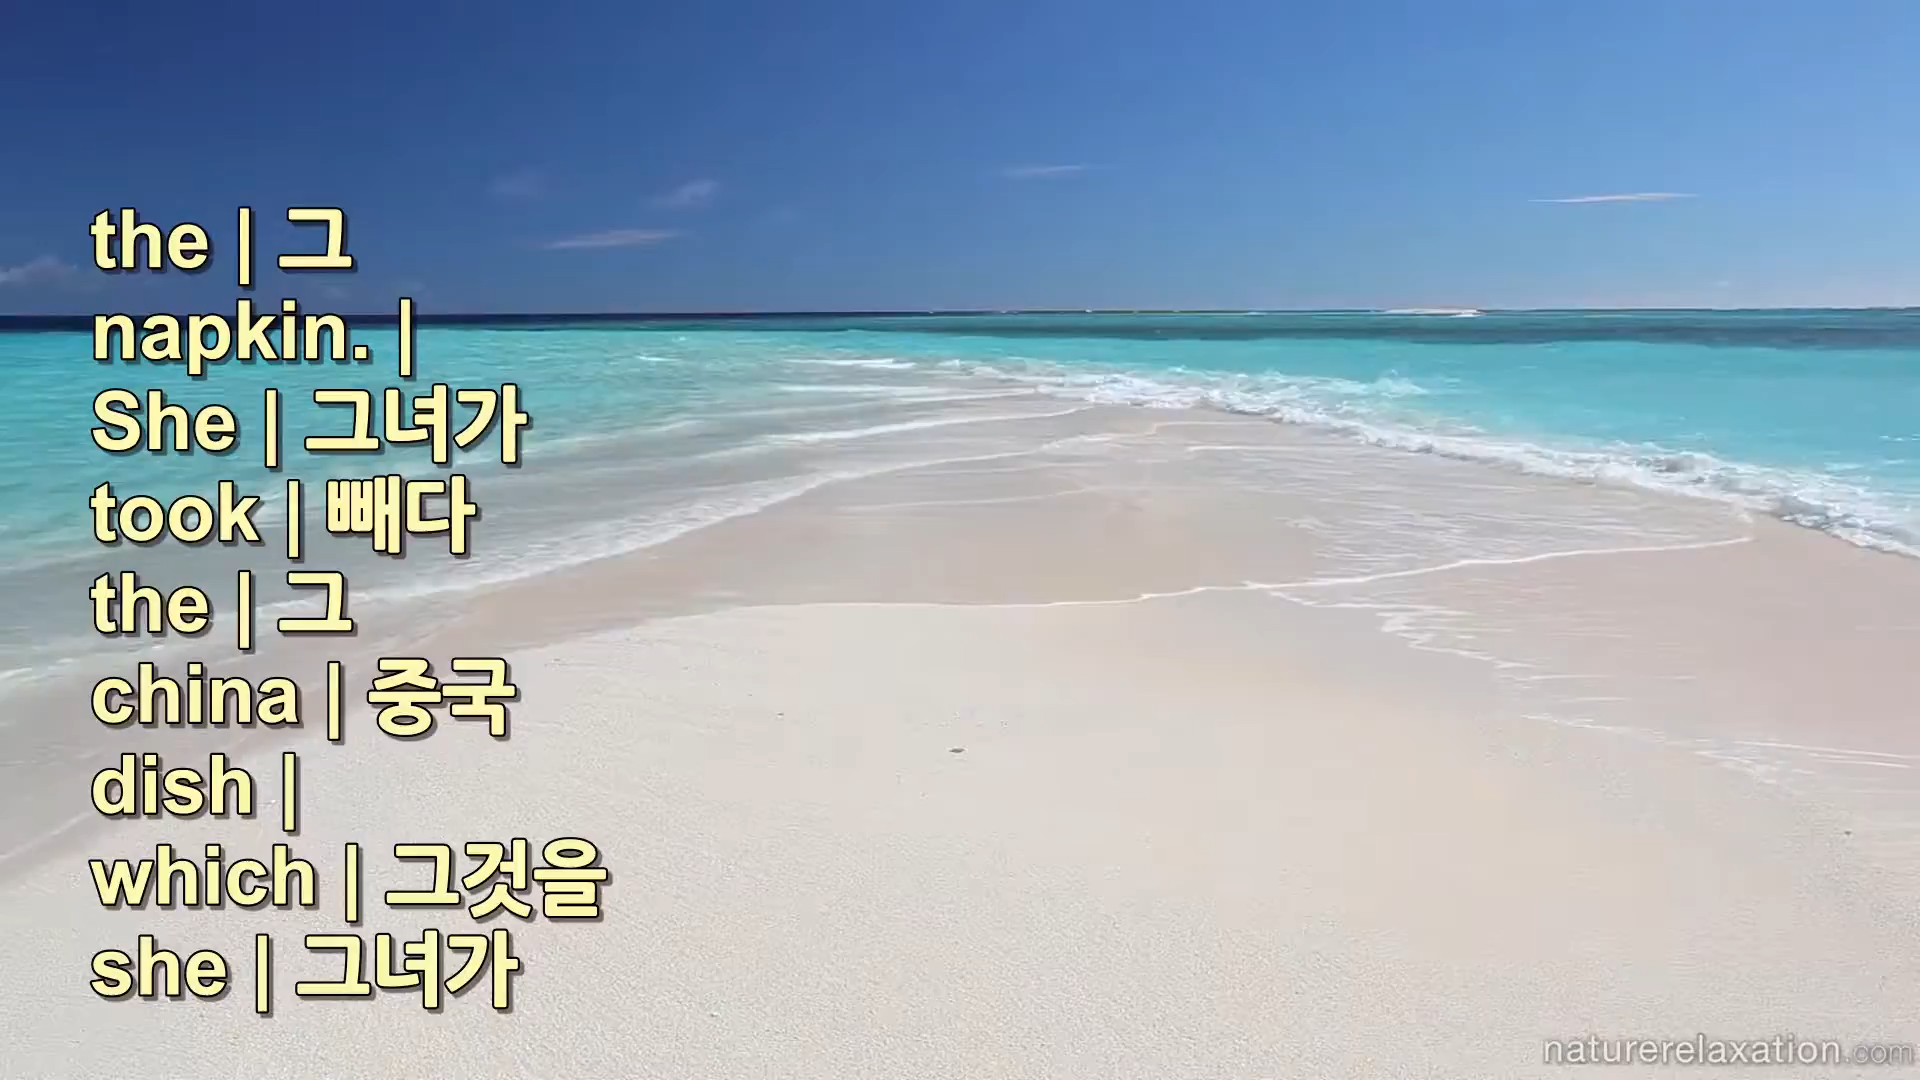 the | 그
napkin. |
She | 그녀가
took | 빼다
the | 그
china | 중국
dish |
which | 그것을
she | 그녀가
naturerelaxation.com